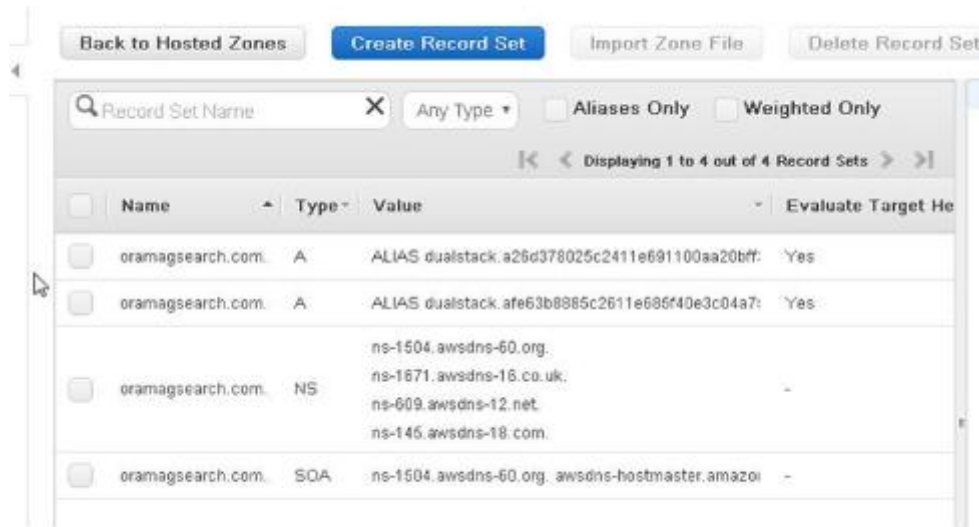 Back to Hosted Zones Create Record Set Import Zone File Delete Record Set
Record Set Name Any Type Aliases Only Weighted Only
Displaying 1 to 4 out of 4 Record Sets
Name Type Value Evaluate Target He
oramagsearch.com. A ALIAS dualstack.a26d378025c2411e691100aa20bff Yes
oramagsearch.com. A ALIAS dualstack.afe63b8885c2611e685f40e3c04a7 Yes
ns-1504.awsdns-60.org.
ns-1671.awsdns-16.co.uk.
oramagsearch.com. NS -
ns-609.awsdns-12.net.
ns-145.awsdns-18.com.
oramagsearch.com. SOA ns-1504.awsdns-60.org. awsdns-hostmaster.amazo -